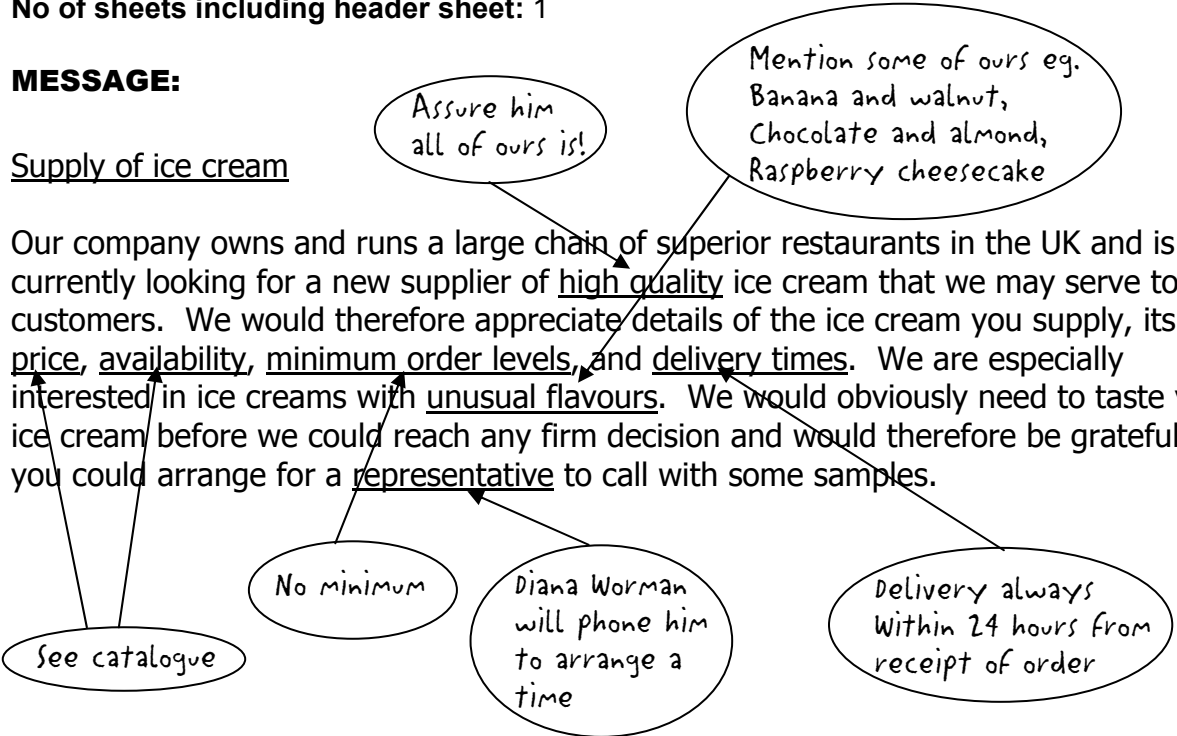 No of sheets including header sheet: 1
MESSAGE:
Assure him
all of ours is!
Mention some of ours eg.
Banana and walnut,
Chocolate and almond,
Raspberry cheesecake
Supply of ice cream
Our company owns and runs a large chain of superior restaurants in the UK and is
currently looking for a new supplier of high quality ice cream that we may serve to
customers. We would therefore appreciate details of the ice cream you supply, its
price, availability, minimum order levels, and delivery times. We are especially
interested in ice creams with unusual flavours. We would obviously need to taste
ice cream before we could reach any firm decision and would therefore be grateful
you could arrange for a representative to call with some samples.
See catalogue
No minimum
Diana Worman
will phone him
to arrange a
time
Delivery always
Within 24 hours from
receipt of order